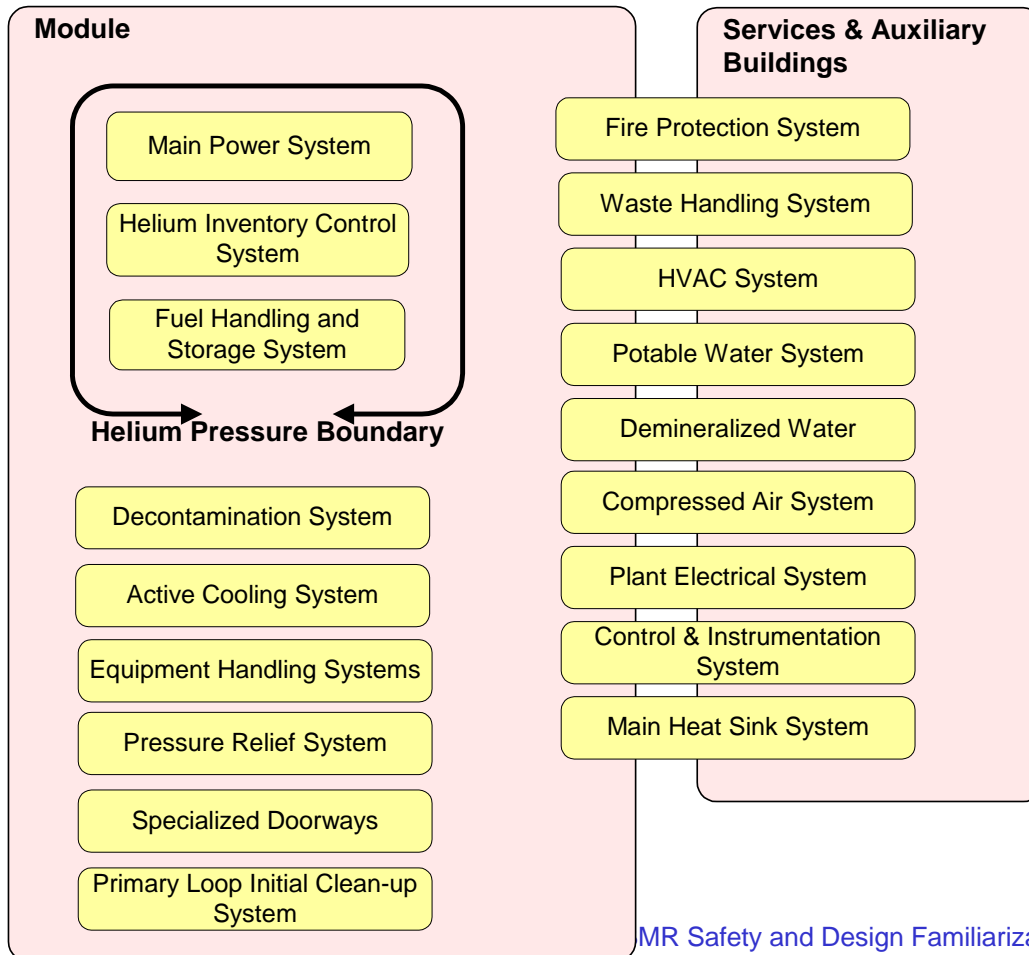 Module
Main Power System
Helium Inventory Control
System
Fuel Handling and
Storage System
Helium Pressure Boundary
Decontamination System
Active Cooling System
Equipment Handling Systems
Pressure Relief System
Specialized Doorways
Primary Loop Initial Clean-up
System
Services & Auxiliary
Buildings
Fire Protection System
Waste Handling System
HVAC System
Potable Water System
Demineralized Water
Compressed Air System
Plant Electrical System
Control & Instrumentation
System
Main Heat Sink System
MR Safety and Design Familiariza